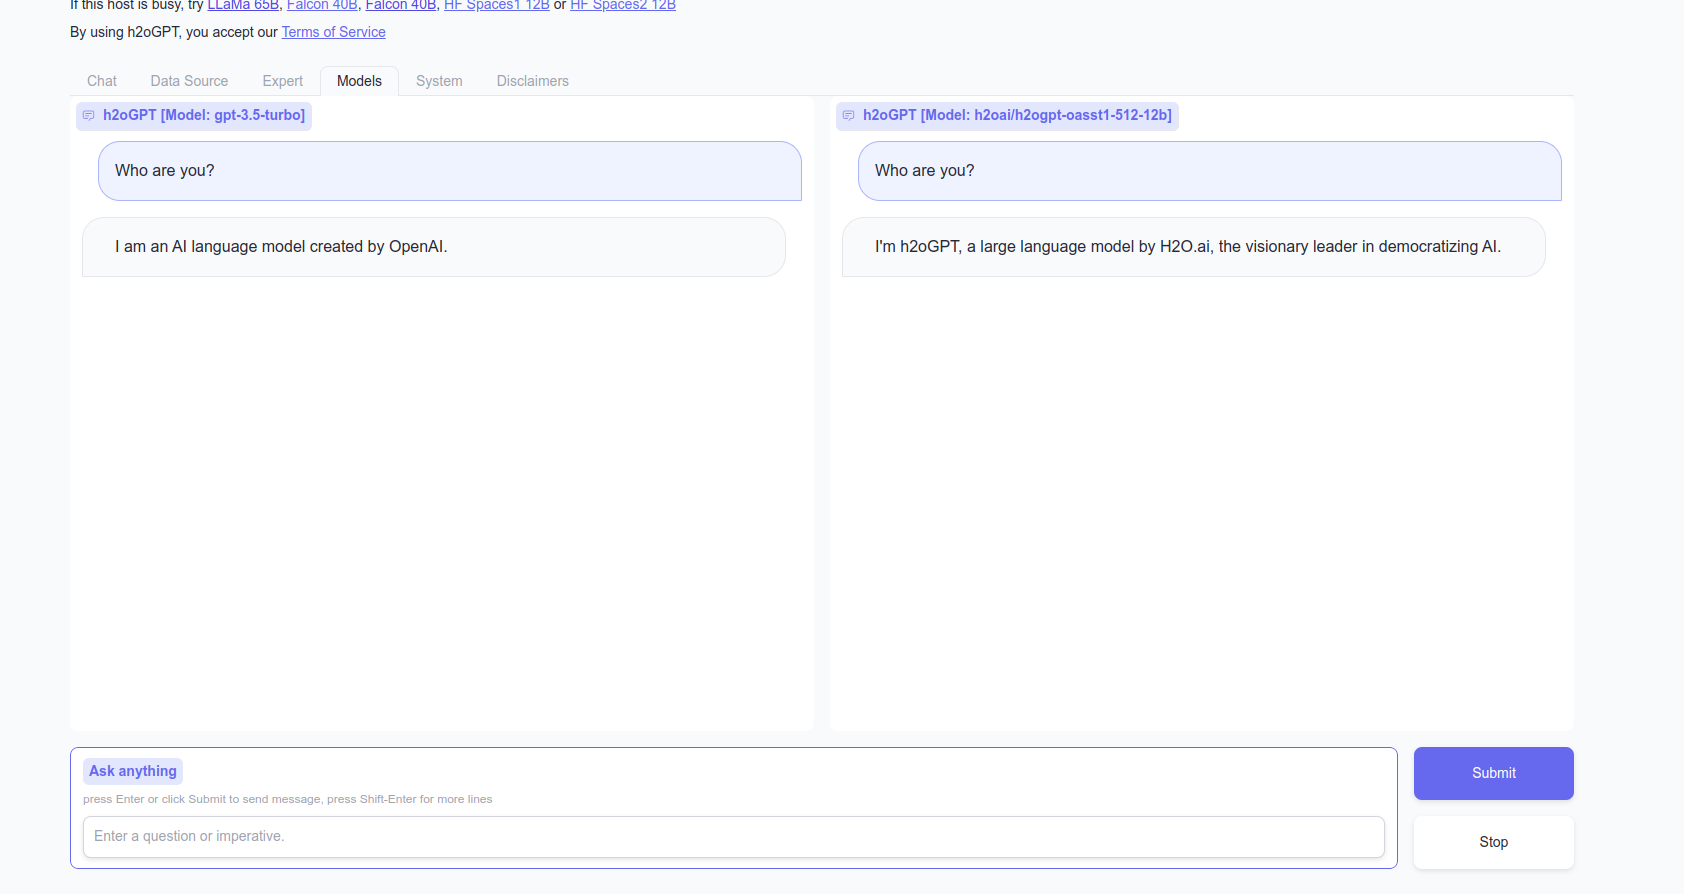 If this host is busy, try LLaMa 65B, Falcon 40B, Falcon 40B, HF Spaces1 12B or HF Spaces2 12B
By using h2oGPT, you accept our Terms of Service
Chat Data Source Expert Models System Disclaimers
h2oGPT [Model: gpt-3.5-turbo]
Who are you?
I am an AI language model created by OpenAI.
h2oGPT [Model: h2oai/h2ogpt-oasst1-512-12b]
Who are you?
I'm h2oGPT, a large language model by H2O.ai, the visionary leader in democratizing AI.
Ask anything
press Enter or click Submit to send message, press Shift-Enter for more lines
Enter a question or imperative.
Submit
Stop